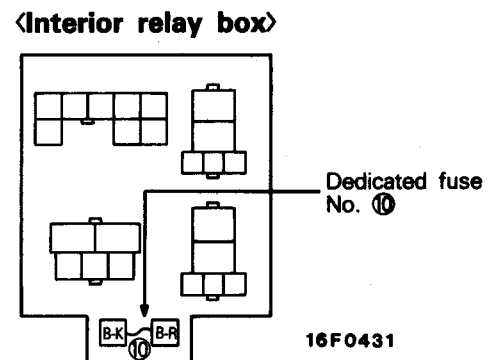 〈Interior relay box〉
Dedicated fuse
No. ⑩
B-K B-R
⑩
16F0431